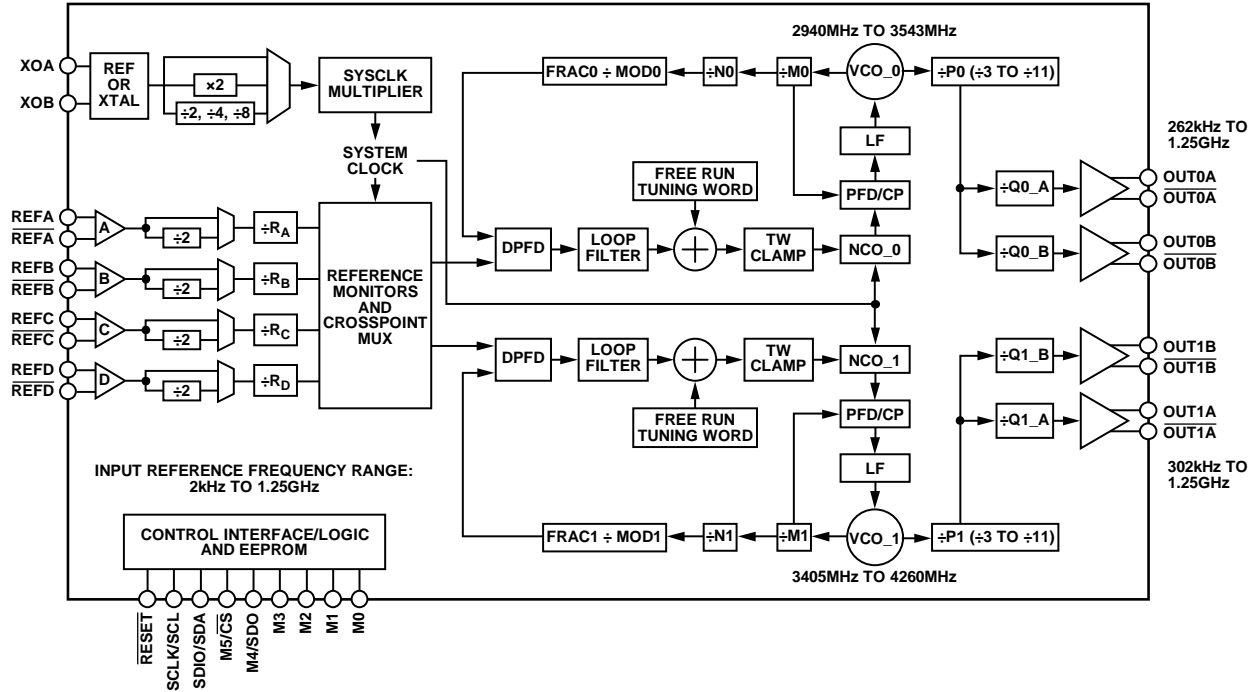 2940MHz TO 3543MHz
XOA
XOB
REF
OR
XTAL
×2
÷2, ÷4, ÷8
SYSCLK
MULTIPLIER
FRAC0 ÷ MOD0
÷N0
÷M0
VCO_0
÷P0 (÷3 TO ÷11)
262kHz TO
1.25GHz
SYSTEM
CLOCK
FREE RUN
TUNING WORD
LF
PFD/CP
÷Q0_A
OUT0A
OUT0A
REFA
REFA
A
÷2
÷RA
REFB
REFB
B
÷2
÷RB
REFC
REFC
C
÷2
÷RC
REFD
REFD
D
÷2
÷RD
REFERENCE
MONITORS
AND
CROSSPOINT
MUX
DPFD
LOOP
FILTER
+
TW
CLAMP
NCO_0
÷Q0_B
OUT0B
OUT0B
DPFD
LOOP
FILTER
+
TW
CLAMP
NCO_1
÷Q1_B
OUT1B
OUT1B
FREE RUN
TUNING WORD
PFD/CP
÷Q1_A
OUT1A
OUT1A
LF
302kHz TO
1.25GHz
INPUT REFERENCE FREQUENCY RANGE:
2kHz TO 1.25GHz
CONTROL INTERFACE/LOGIC
AND EEPROM
FRAC1 ÷ MOD1
÷N1
÷M1
VCO_1
÷P1 (÷3 TO ÷11)
3405MHz TO 4260MHz
RESET
SCLK/SCL
SDIO/SDA
M5/CS
M4/SDO
M3
M2
M1
M0